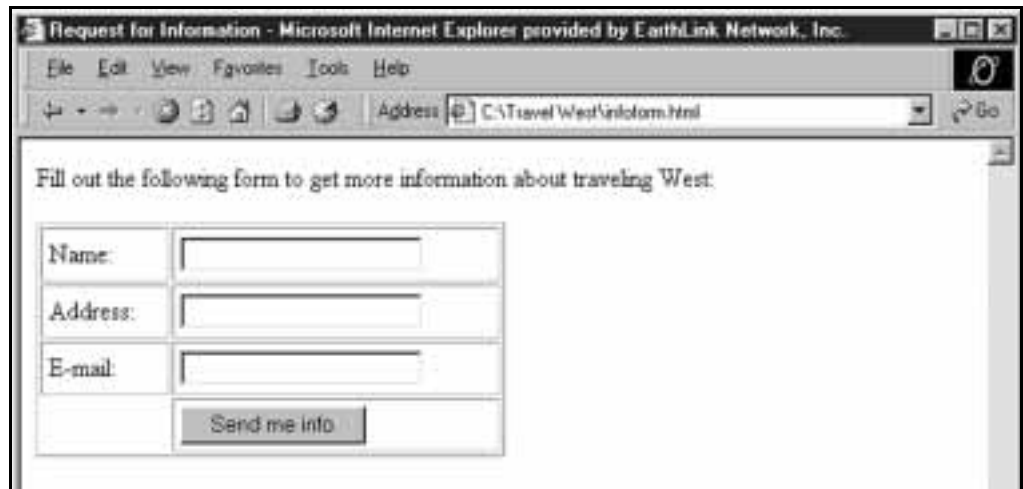 Request for Information - Microsoft Internet Explorer provided by EarthLink Network, Inc.
File Edit View Favorites Tools Help
Address C:\Travel West\infoform.html Go
Fill out the following form to get more information about traveling West:
Name:
Address:
E-mail:
Send me info